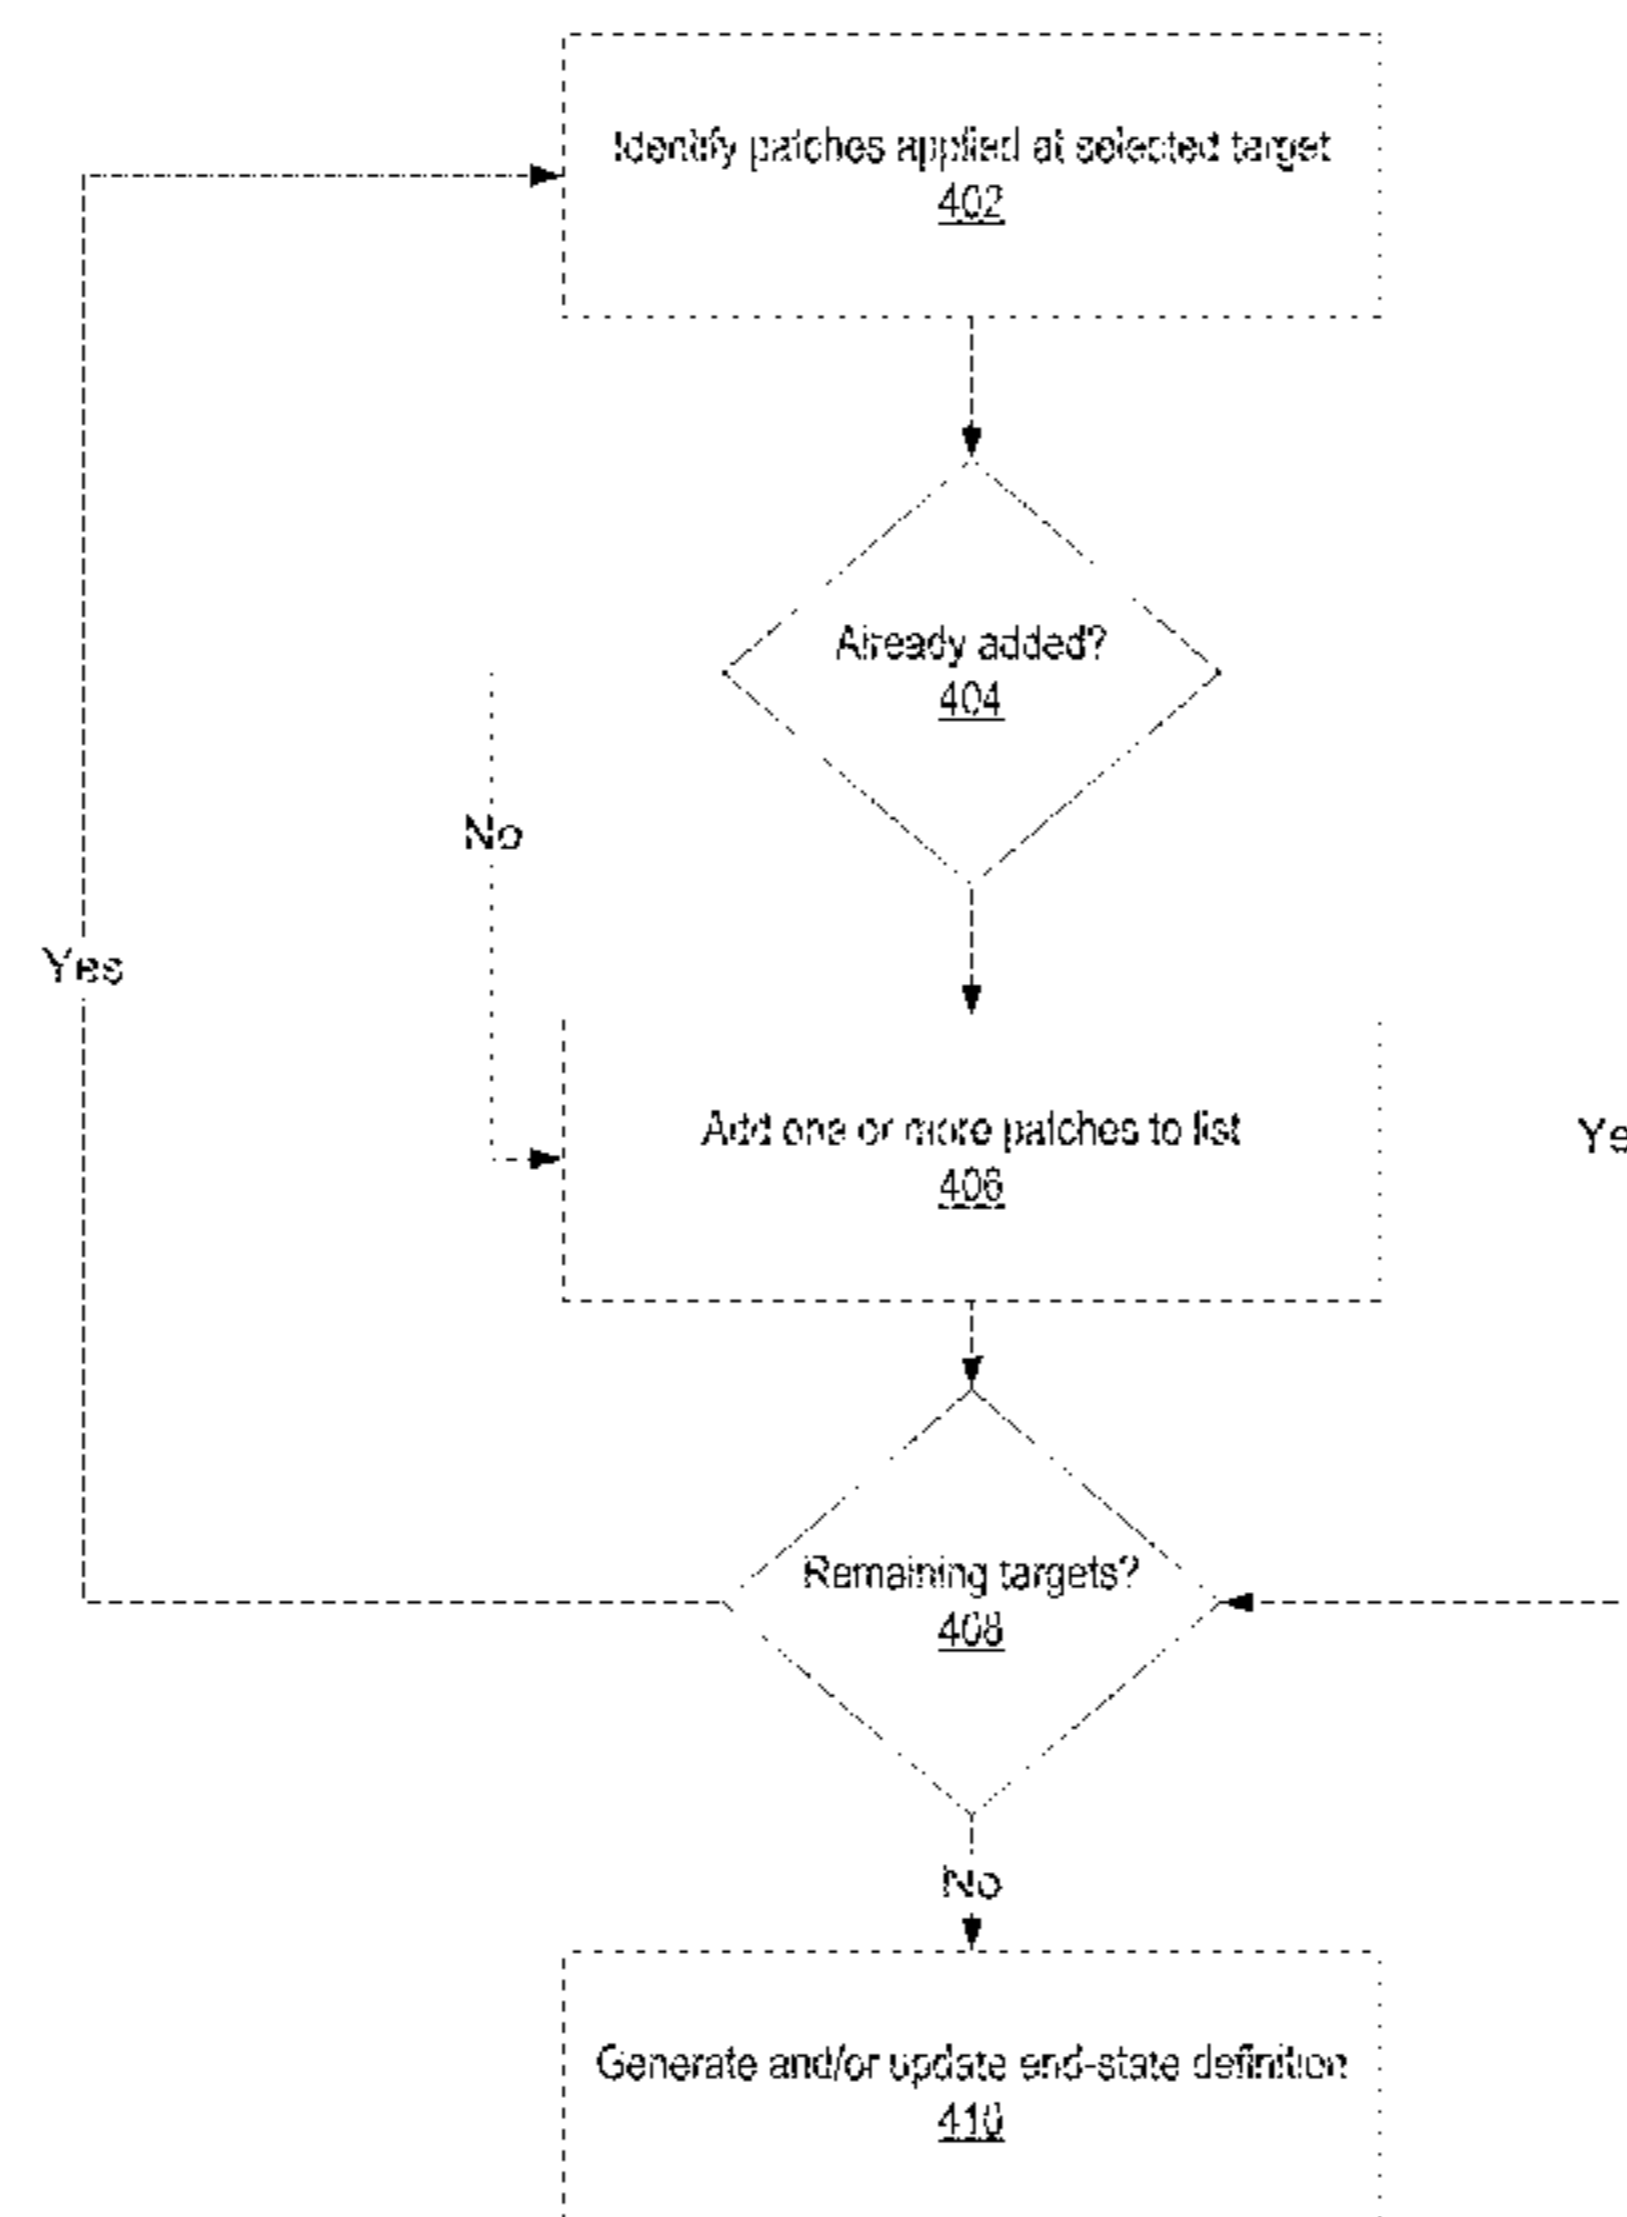 Identify patches applied at selected target
402
Already added?
404
No
Yes
Add one or more patches to list
406
Ye
Remaining targets?
408
No
Generate and/or update end-state definition
410